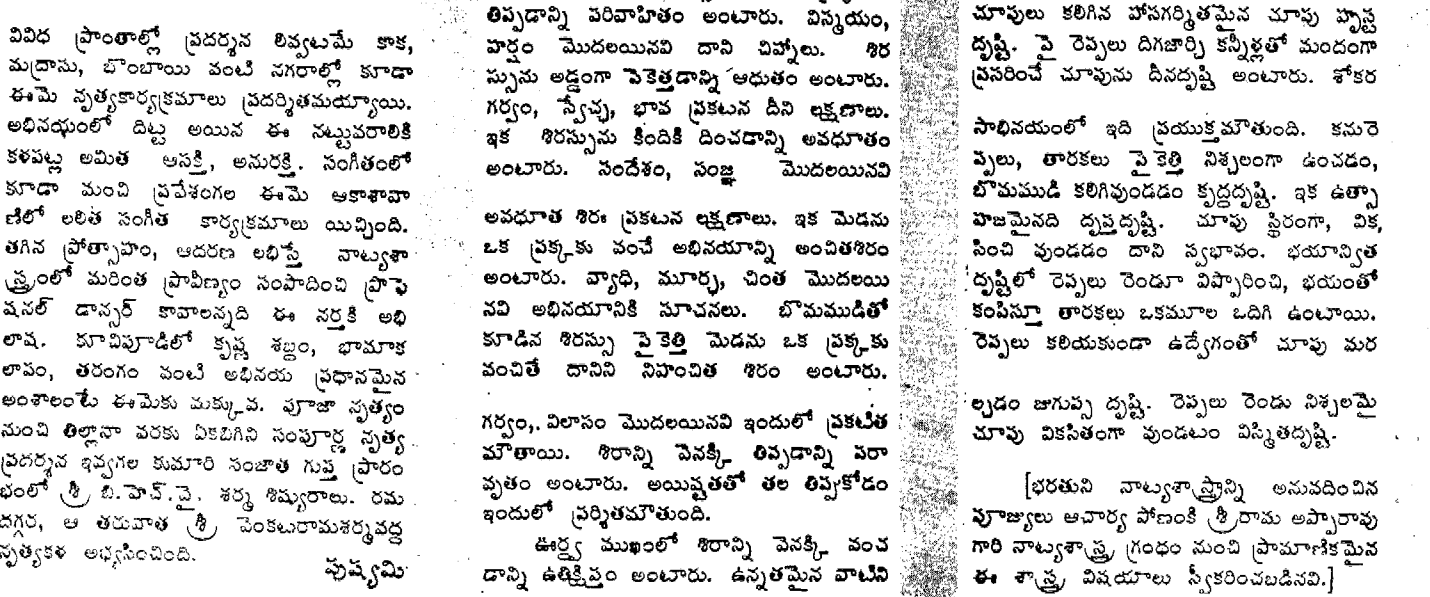 వివిధ ప్రాంతాల్లో ప్రదర్శన లివ్వటమే కాక,
మద్రాసు, బొంబాయి వంటి నగరాల్లో కూడా
ఈమె నృత్యకార్యక్రమాలు ప్రదర్శితమయ్యాయి.
అభినయంలో దిట్ట అయిన ఈ నట్టువరాలికి
కళపట్ల అమిత ఆసక్తి, అనురక్తి. సంగీతంలో
కూడా మంచి ప్రవేశంగల ఈమె ఆకాశావా
ణిలో లలిత సంగీత కార్యక్రమాలు యిచ్చింది.
తగిన ప్రోత్సాహం, ఆదరణ లభిస్తే నాట్యశా
స్త్రంలో మరింత ప్రావీణ్యం సంపాదించి ప్రొఫె
షనల్ డాన్సర్ కావాలన్నది ఈ నర్తకి అభి
లాష. కూచిపూడిలో కృష్ణ శబ్దం, భామాక
లాపం, తరంగం వంటి అభినయ ప్రధానమైన
అంశాలంటే ఈమెకు మక్కువ. పూజా నృత్యం
నుంచి తిల్లానా వరకు ఏకబిగిని సంపూర్ణ నృత్య
ప్రదర్శన ఇవ్వగల కుమారి సంజాత గుప్త ప్రారం
భంలో శ్రీ బి.హెచ్.వై. శర్మ శిష్యురాలు. రమ
దగ్గర, ఆ తరువాత శ్రీ వెంకటరామశర్మవద్ద
నృత్యకళ అభ్యసించింది.
పుష్యమి
తిప్పడాన్ని పరివాహితం అంటారు. విస్మయం,
హర్షం మొదలయినవి దాని చిహ్నాలు. శిర
స్సును అడ్డంగా పైకెత్తడాన్ని ఆధుతం అంటారు.
గర్వం, స్వేచ్ఛ, భావ ప్రకటన దీని లక్షణాలు.
ఇక శిరస్సును కిందికి దించడాన్ని అవధూతం
అంటారు. సందేశం, సంజ్ఞ మొదలయినవి
అవధూత శిరః ప్రకటన లక్షణాలు. ఇక మెడను
ఒక ప్రక్కకు వంచే అభినయాన్ని అంచితశిరం
అంటారు. వ్యాధి, మూర్ఛ, చింత మొదలయి
నవి అభినయానికి సూచనలు. బొమముడితో
కూడిన శిరస్సు పైకెత్తి మెడను ఒక ప్రక్కకు
వంచితే దానిని నిహంచిత శిరం అంటారు.
గర్వం, విలాసం మొదలయినవి ఇందులో ప్రకటిత
మౌతాయి. శిరాన్ని వెనక్కి తిప్పడాన్ని పరా
వృతం అంటారు. అయిష్టతతో తల తిప్పుకోడం
ఇందులో ప్రర్శితమౌతుంది.
ఊర్ధ్వ ముఖంలో శిరాన్ని వెనక్కి వంచ
డాన్ని ఉత్క్షిప్తం అంటారు. ఉన్నతమైన వాటిని
చూపులు కలిగిన హాసగర్భితమైన చూపు హృష్ట
దృష్టి. పై రెప్పలు దిగజార్చి కన్నీళ్లతో మందంగా
ప్రసరించే చూపును దీనదృష్టి అంటారు. శోకర
సాభినయంలో ఇది ప్రయుక్తమౌతుంది. కనురె
ప్పలు, తారకలు పైకెత్తి నిశ్చలంగా ఉంచడం,
బొమముడి కలిగివుండడం కృద్ధదృష్టి. ఇక ఉత్సా
హజమైనది దృప్తదృష్టి. చూపు స్థిరంగా, విక
సించి వుండడం దాని స్వభావం. భయాన్విత
దృష్టిలో రెప్పలు రెండూ విప్పారించి, భయంతో
కంపిస్తూ తారకలు ఒకమూల ఒదిగి ఉంటాయి.
రెప్పలు కలియకుండా ఉద్వేగంతో చూపు మర
ల్చడం జుగుప్స దృష్టి. రెప్పలు రెండు నిశ్చలమై
చూపు వికసితంగా వుండటం విస్మితదృష్టి.
[భరతుని నాట్యశాస్త్రాన్ని అనువదించిన
పూజ్యులు ఆచార్య పోణంకి శ్రీరామ అప్పారావు
గారి నాట్యశాస్త్ర గ్రంధం నుంచి ప్రామాణికమైన
ఈ శాస్త్ర విషయాలు స్వీకరించబడినవి.]